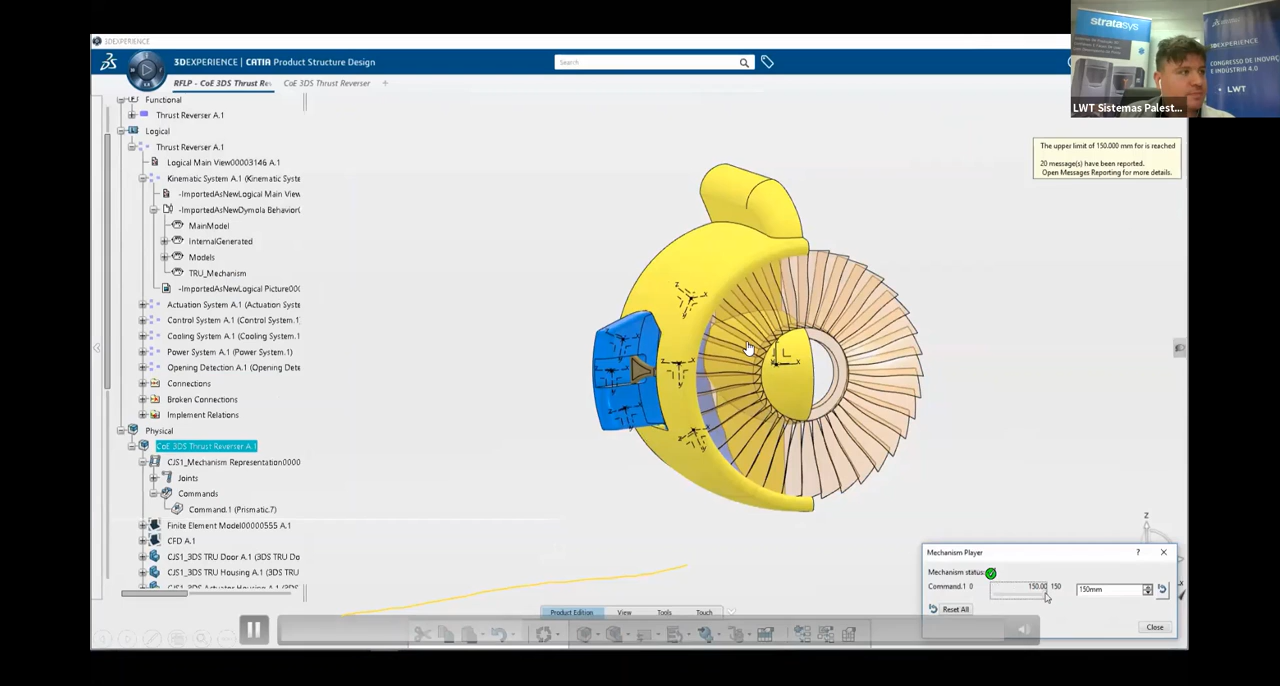 3DEXPERIENCE
3DEXPERIENCE | CATIA Product Structure Design
Search
RFLP - CoE 3DS Thrust Re
CoE 3DS Thrust Reverser
Functional
Thrust Reverser A.1
Logical
Thrust Reverser A.1
Logical Main View00003146 A.1
Kinematic System A.1 (Kinematic Syste
-ImportedAsNewLogical Main View
-ImportedAsNewDymola Behavior(
MainModel
InternalGenerated
Models
TRU_Mechanism
-ImportedAsNewLogical Picture000
Actuation System A.1 (Actuation Syste
Control System A.1 (Control System.1)
Cooling System A.1 (Cooling System.1
Power System A.1 (Power System.1)
Opening Detection A.1 (Opening Dete
Connections
Broken Connections
Implement Relations
Physical
CoE 3DS Thrust Reverser A.1
CJS1_Mechanism Representation0000
Joints
Commands
Command.1 (Prismatic.7)
Finite Element Model00000555 A.1
CFD A.1
CJS1_3DS TRU Door A.1 (3DS TRU Doo
CJS1_3DS TRU Housing A.1 (3DS TRU
stratasys
3DEXPERIENCE
CONGRESSO DE INOVAÇ
E INDÚSTRIA 4.0
LWT
LWT Sistemas Palest...
The upper limit of 150.000 mm for is reached
20 message(s) have been reported.
Open Messages Reporting for more details.
Z
Mechanism Player
? ×
Mechanism status:
Command.1 0 150.00 150 150mm
Reset All
Close
Product Edition View Tools Touch